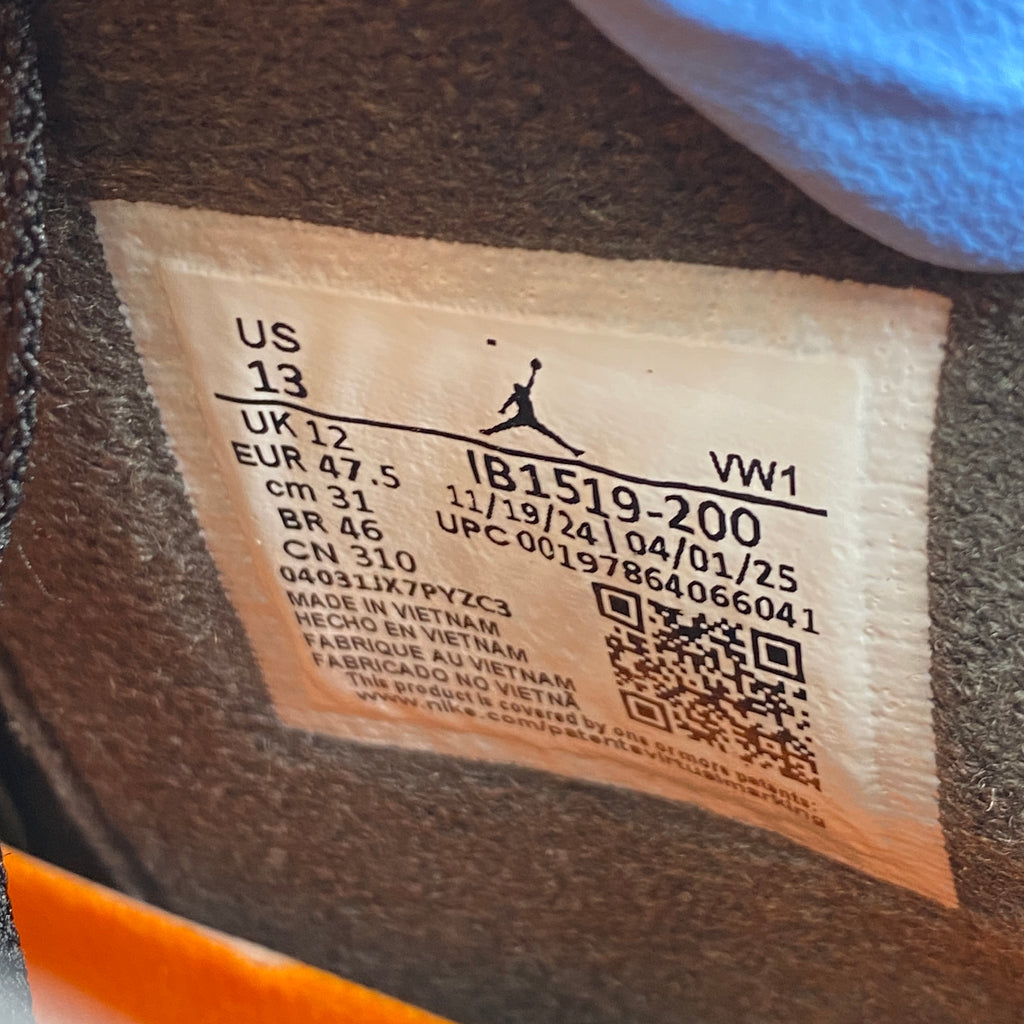 US
13
UK 12
EUR 47.5
cm 31
BR 46
CN 310
04031JX7PYZC3
MADE IN VIETNAM
HECHO EN VIETNAM
FABRIQUE AU VIETNAM
FABRICADO NO VIETNÃ
This product is covered by one or more patents:
www.nike.com/patentvirtualmarking
VW1
IB1519-200
11/19/24 | 04/01/25
UPC 00197864066041